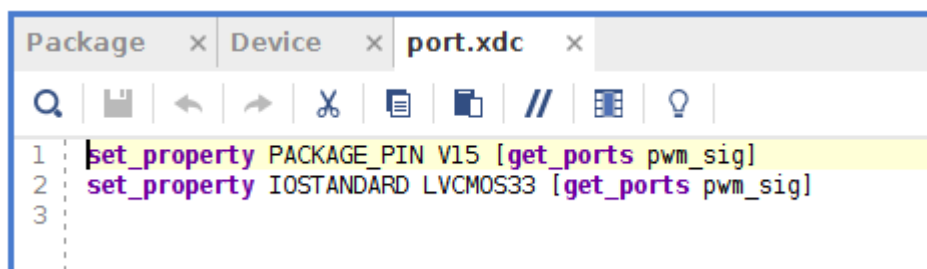 Package × Device × port.xdc ×
//
1 set_property PACKAGE_PIN V15 [get_ports pwm_sig]
2 set_property IOSTANDARD LVCMOS33 [get_ports pwm_sig]
3